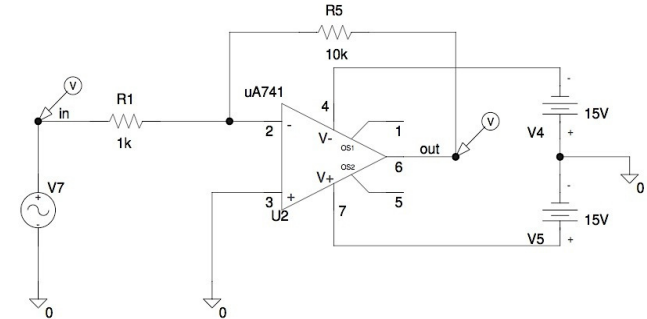 R5
10k
V
in
R1
1k
uA741
4
2
-
V-
OS1
1
V
15V
V4
-
+
out
6
0
V7
+
-
OS2
V+
3
+
U2
7
5
-
15V
V5
+
0
0